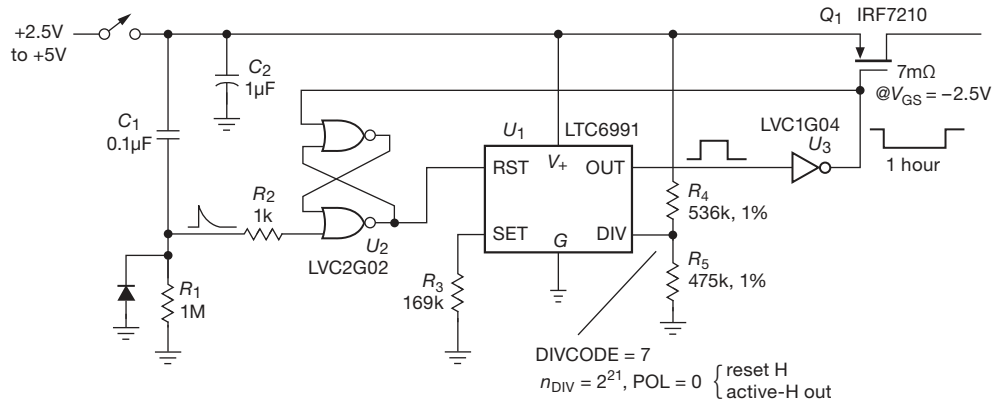 +2.5V
to +5V
C2
1µF
C1
0.1µF
R1
1M
R2
1k
U2
LVC2G02
U1
LTC6991
V+
RST
OUT
SET
G
DIV
R3
169k
R4
536k, 1%
R5
475k, 1%
LVC1G04
U3
1 hour
Q1
IRF7210
7mΩ
@VGS = −2.5V
DIVCODE = 7
nDIV = 2²¹, POL = 0 { reset H
active-H out